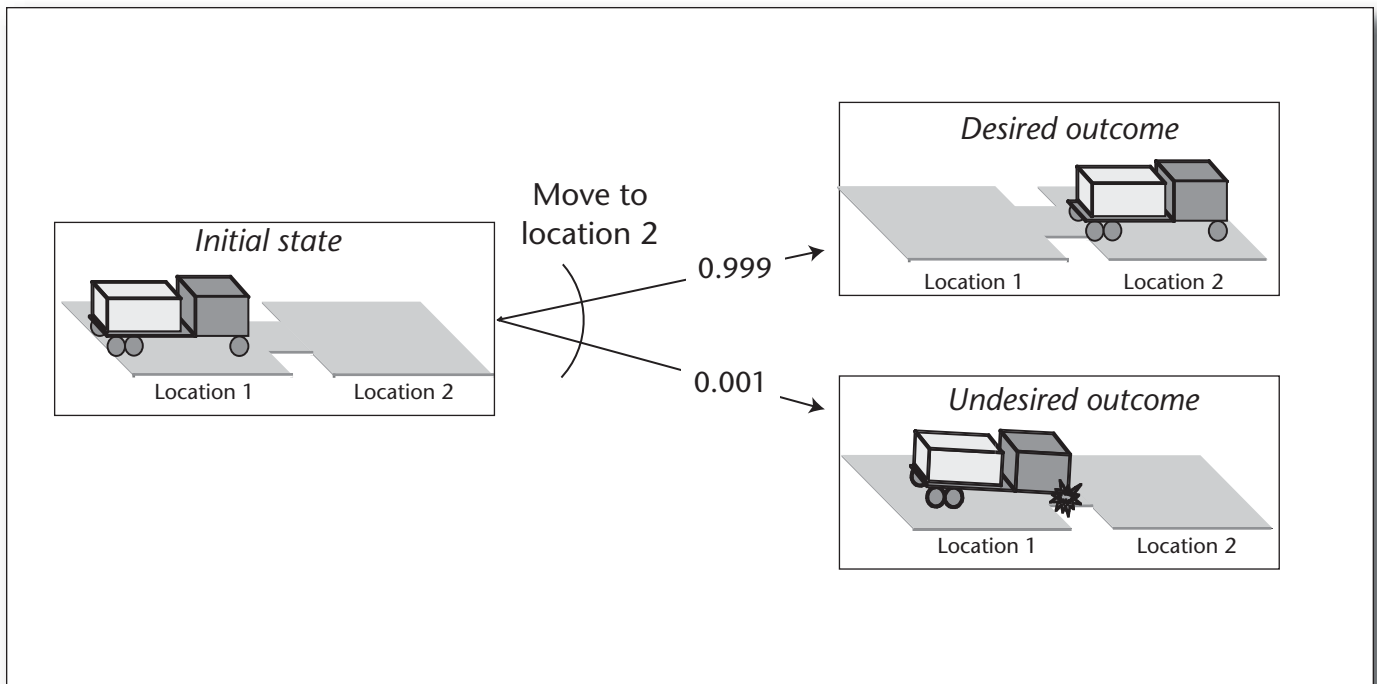 Initial state
Location 1
Location 2
Move to
location 2
0.999
0.001
Desired outcome
Location 1
Location 2
Undesired outcome
Location 1
Location 2